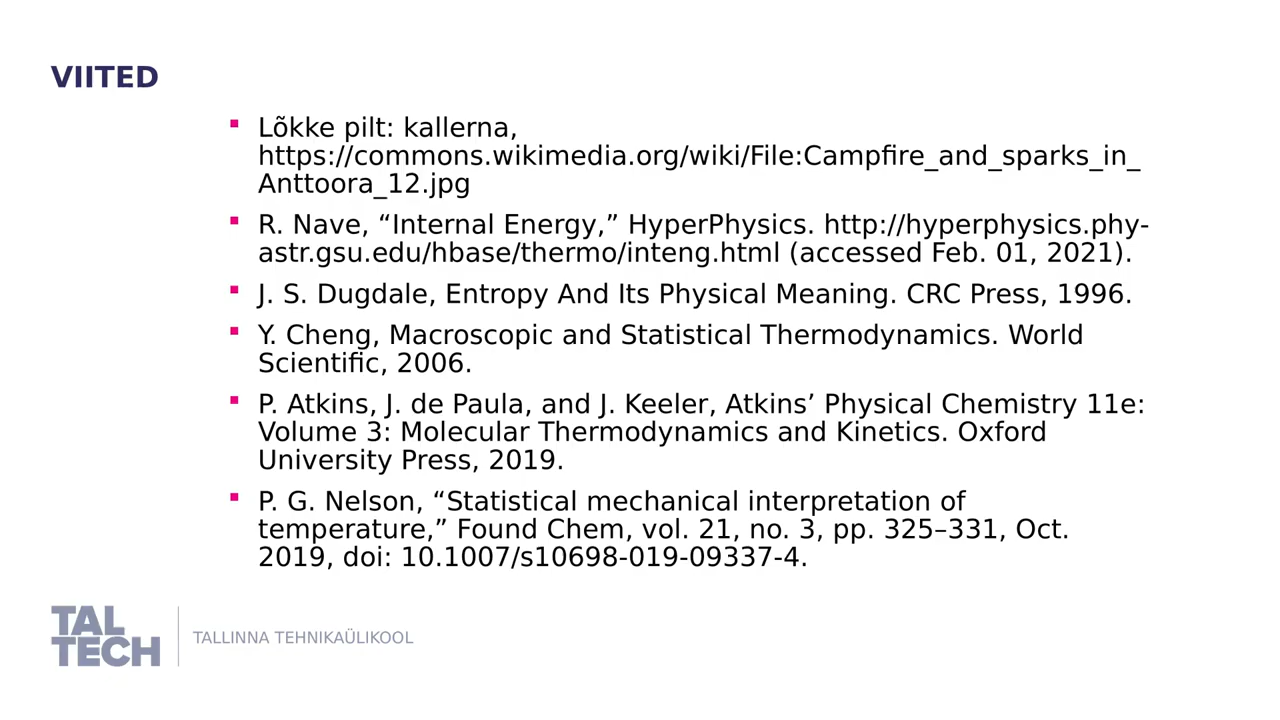 VIITED
Lõkke pilt: kallerna,
https://commons.wikimedia.org/wiki/File:Campfire_and_sparks_in_
Anttoora_12.jpg
R. Nave, “Internal Energy,” HyperPhysics. http://hyperphysics.phy-
astr.gsu.edu/hbase/thermo/inteng.html (accessed Feb. 01, 2021).
J. S. Dugdale, Entropy And Its Physical Meaning. CRC Press, 1996.
Y. Cheng, Macroscopic and Statistical Thermodynamics. World
Scientific, 2006.
P. Atkins, J. de Paula, and J. Keeler, Atkins’ Physical Chemistry 11e:
Volume 3: Molecular Thermodynamics and Kinetics. Oxford
University Press, 2019.
P. G. Nelson, “Statistical mechanical interpretation of
temperature,” Found Chem, vol. 21, no. 3, pp. 325–331, Oct.
2019, doi: 10.1007/s10698-019-09337-4.
TAL
TECH
TALLINNA TEHNIKAÜLIKOOL